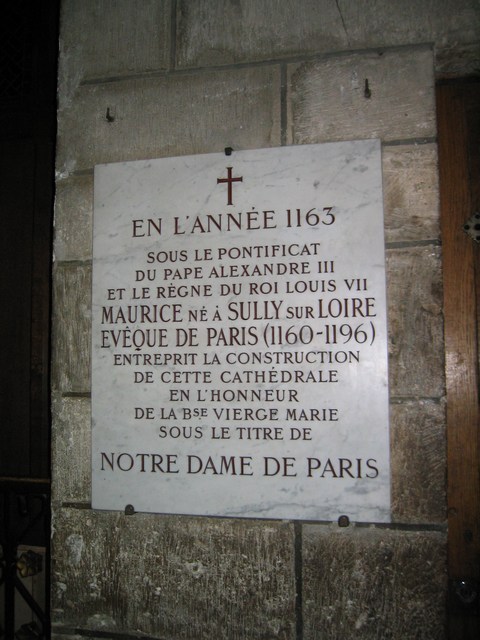 EN L'ANNÉE 1163
SOUS LE PONTIFICAT
DU PAPE ALEXANDRE III
ET LE RÈGNE DU ROI LOUIS VII
MAURICE NÉ À SULLY SUR LOIRE
EVÊQUE DE PARIS (1160-1196)
ENTREPRIT LA CONSTRUCTION
DE CETTE CATHÉDRALE
EN L'HONNEUR
DE LA BSE VIERGE MARIE
SOUS LE TITRE DE
NOTRE DAME DE PARIS